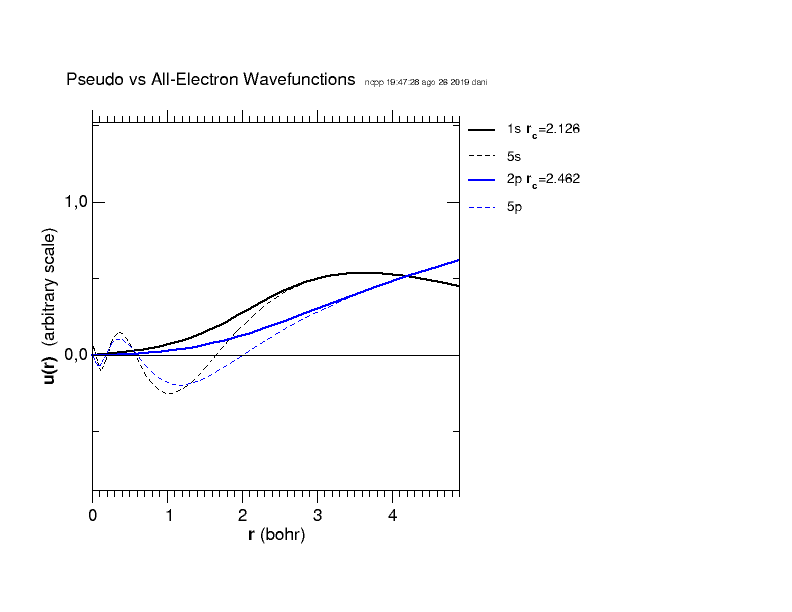 Pseudo vs All-Electron Wavefunctions ncpp 19:47:28 ago 26 2019 dani
1s rc=2.126
5s
2p rc=2.462
5p
1,0
0,0
u(r) (arbitrary scale)
0 1 2 3 4
r (bohr)